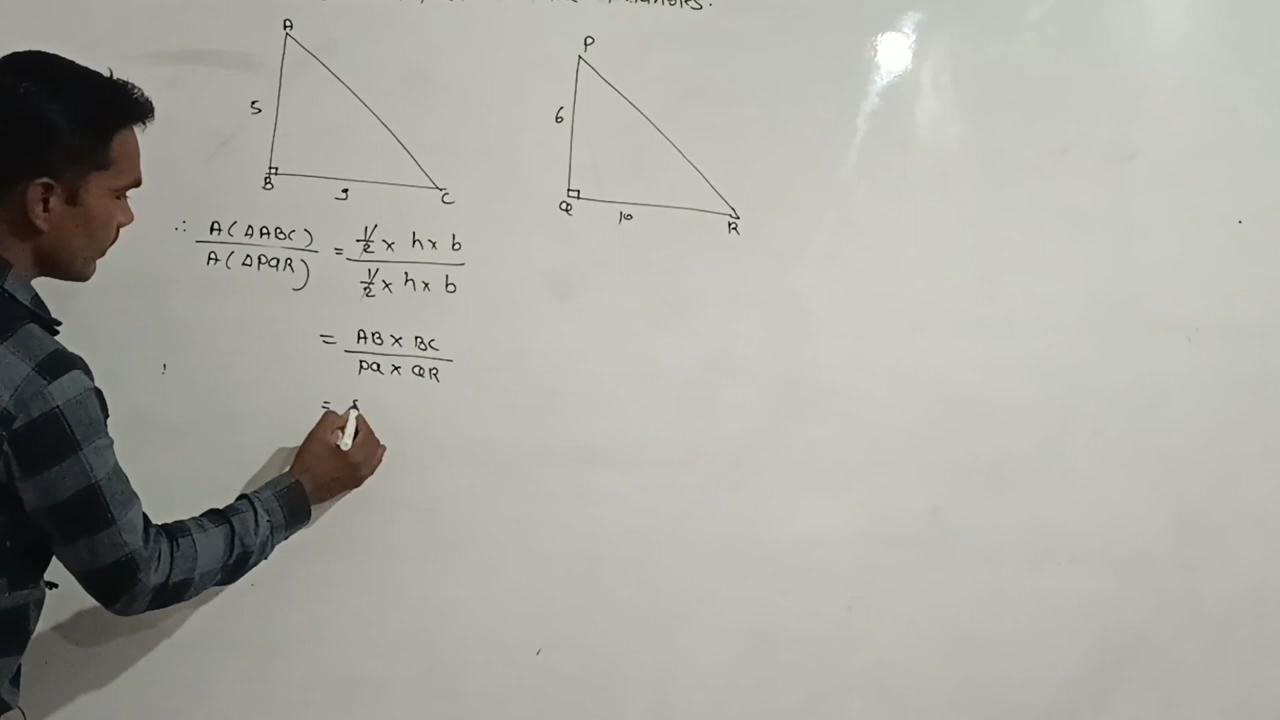 A P
5 6
B 9 C Q 10 R
∴ A(ΔABC) / A(ΔPQR) = 1/2 × h × b / 1/2 × h × b
= AB × BC / PQ × QR
=